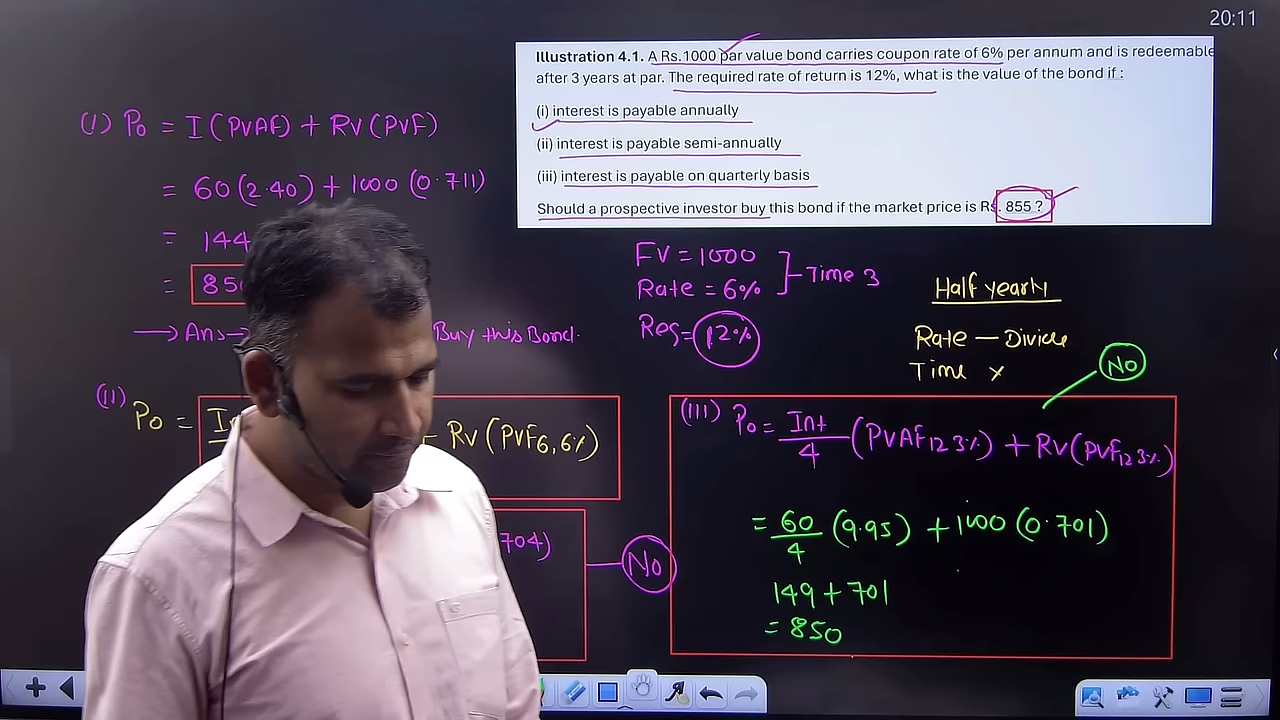 20:11
Illustration 4.1. A Rs.1000 par value bond carries coupon rate of 6% per annum and is redeemable
after 3 years at par. The required rate of return is 12%, what is the value of the bond if :
(i) interest is payable annually
(ii) interest is payable semi-annually
(iii) interest is payable on quarterly basis
Should a prospective investor buy this bond if the market price is Rs. 855 ?
(1) P0 = I (PVAF) + RV (PVF)
= 60 (2.40) + 1000 (0.711)
= 144
= 85
→ Ans → Buy this Bond.
FV = 1000
Rate = 6%
Time 3
Req = 12%
Half yearly
Rate — Divide
Time x
No
(11) P0 = RV (PVF6, 6%)
704)
No
(111) P0 = Int/4 (PVAF12 3%) + RV (PVF12 3%)
= 60/4 (9.95) + 1000 (0.701)
149 + 701
= 850